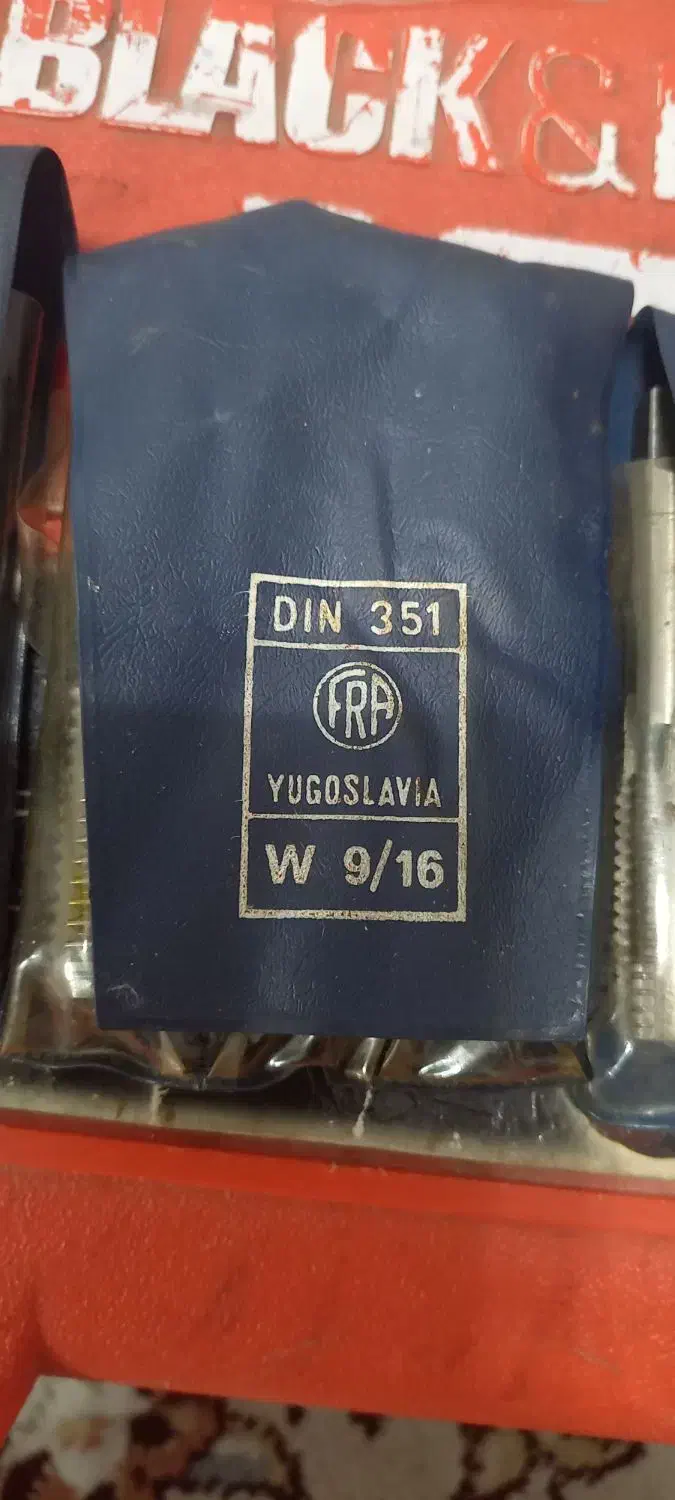 BLACK&
DIN 351
FRA
YUGOSLAVIA
W 9/16